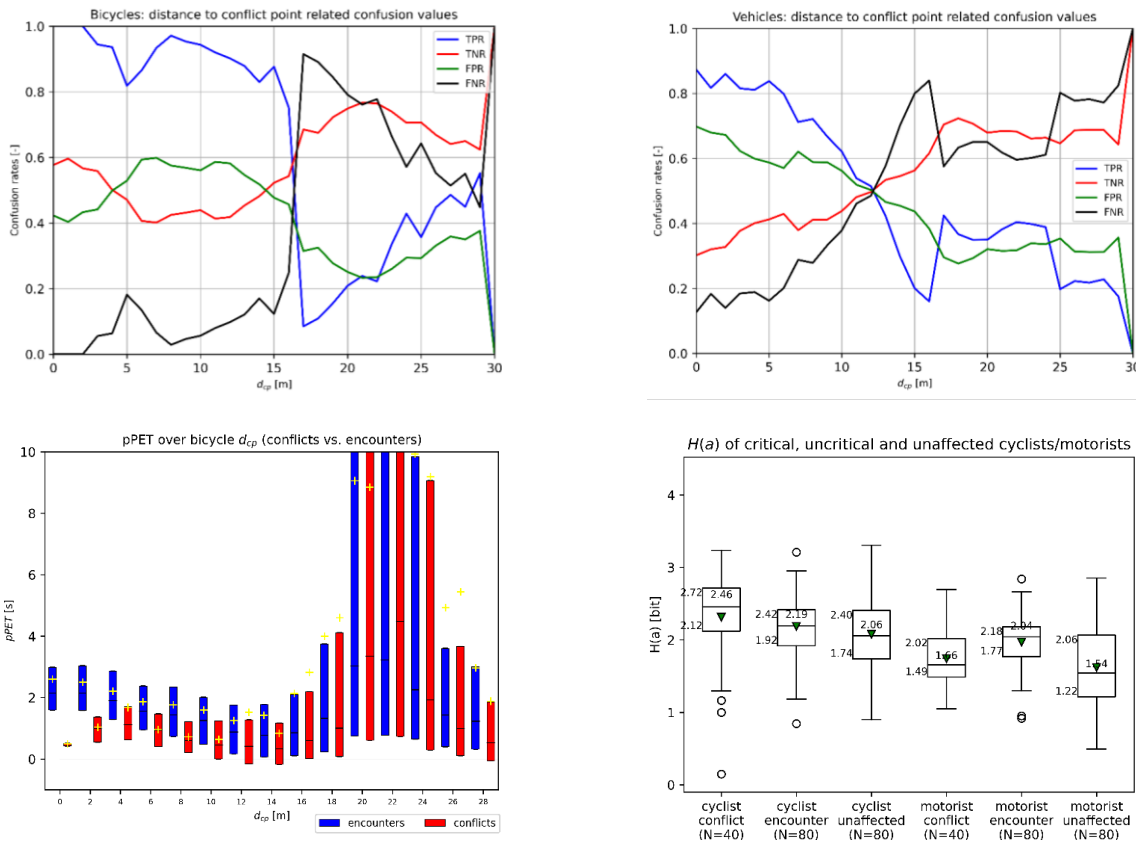 Bicycles: distance to conflict point related confusion values
1.0
0.8
0.6
0.4
0.2
0.0
Confusion rates [-]
TPR
TNR
FPR
FNR
0 5 10 15 20 25 30
d_cp [m]
Vehicles: distance to conflict point related confusion values
1.0
0.8
0.6
0.4
0.2
0.0
Confusion rates [-]
TPR
TNR
FPR
FNR
0 5 10 15 20 25 30
d_cp [m]
pPET over bicycle d_cp (conflicts vs. encounters)
10
8
6
4
2
0
pPET [s]
0 2 4 6 8 10 12 14 16 18 20 22 24 26 28
d_cp [m]
encounters conflicts
H(a) of critical, uncritical and unaffected cyclists/motorists
4
3
2
1
0
H(a) [bit]
2.72 2.46
2.12
2.42 2.19
1.92
2.40 2.06
1.74
2.02 1.66
1.49
2.18 2.04
1.77
2.06 1.54
1.22
cyclist conflict (N=40)
cyclist encounter (N=80)
cyclist unaffected (N=80)
motorist conflict (N=40)
motorist encounter (N=80)
motorist unaffected (N=80)